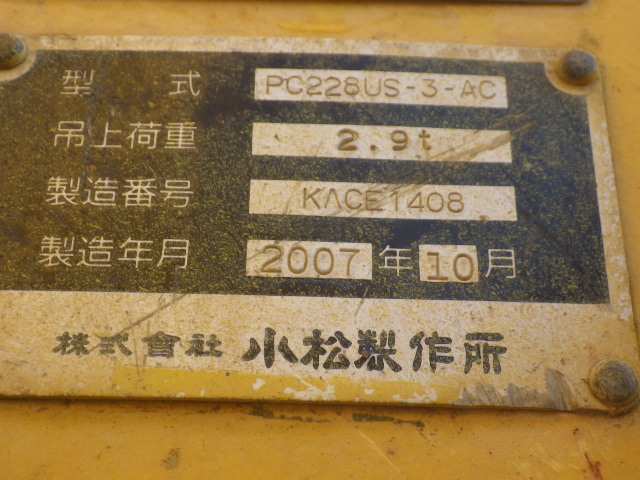 型 式 PC228US-3-AC
吊上荷重 2.9t
製造番号 KACE1408
製造年月 2007年10月
株式會社 小松製作所